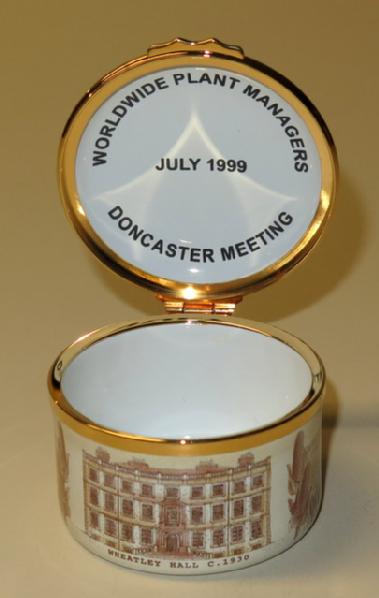 WORLDWIDE PLANT MANAGERS
JULY 1999
DONCASTER MEETING
WHEATLEY HALL C.1930